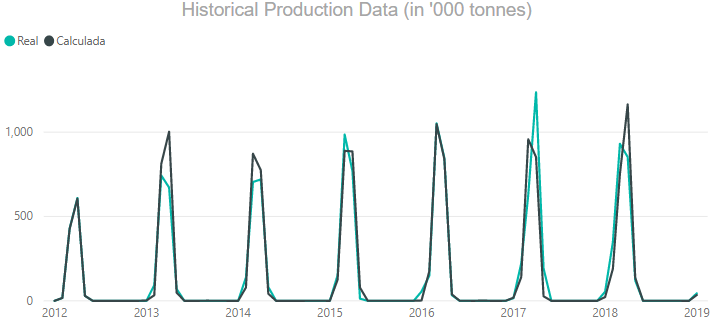 Historical Production Data (in '000 tonnes)
Real Calculada
1,000
500
0
2012 2013 2014 2015 2016 2017 2018 2019